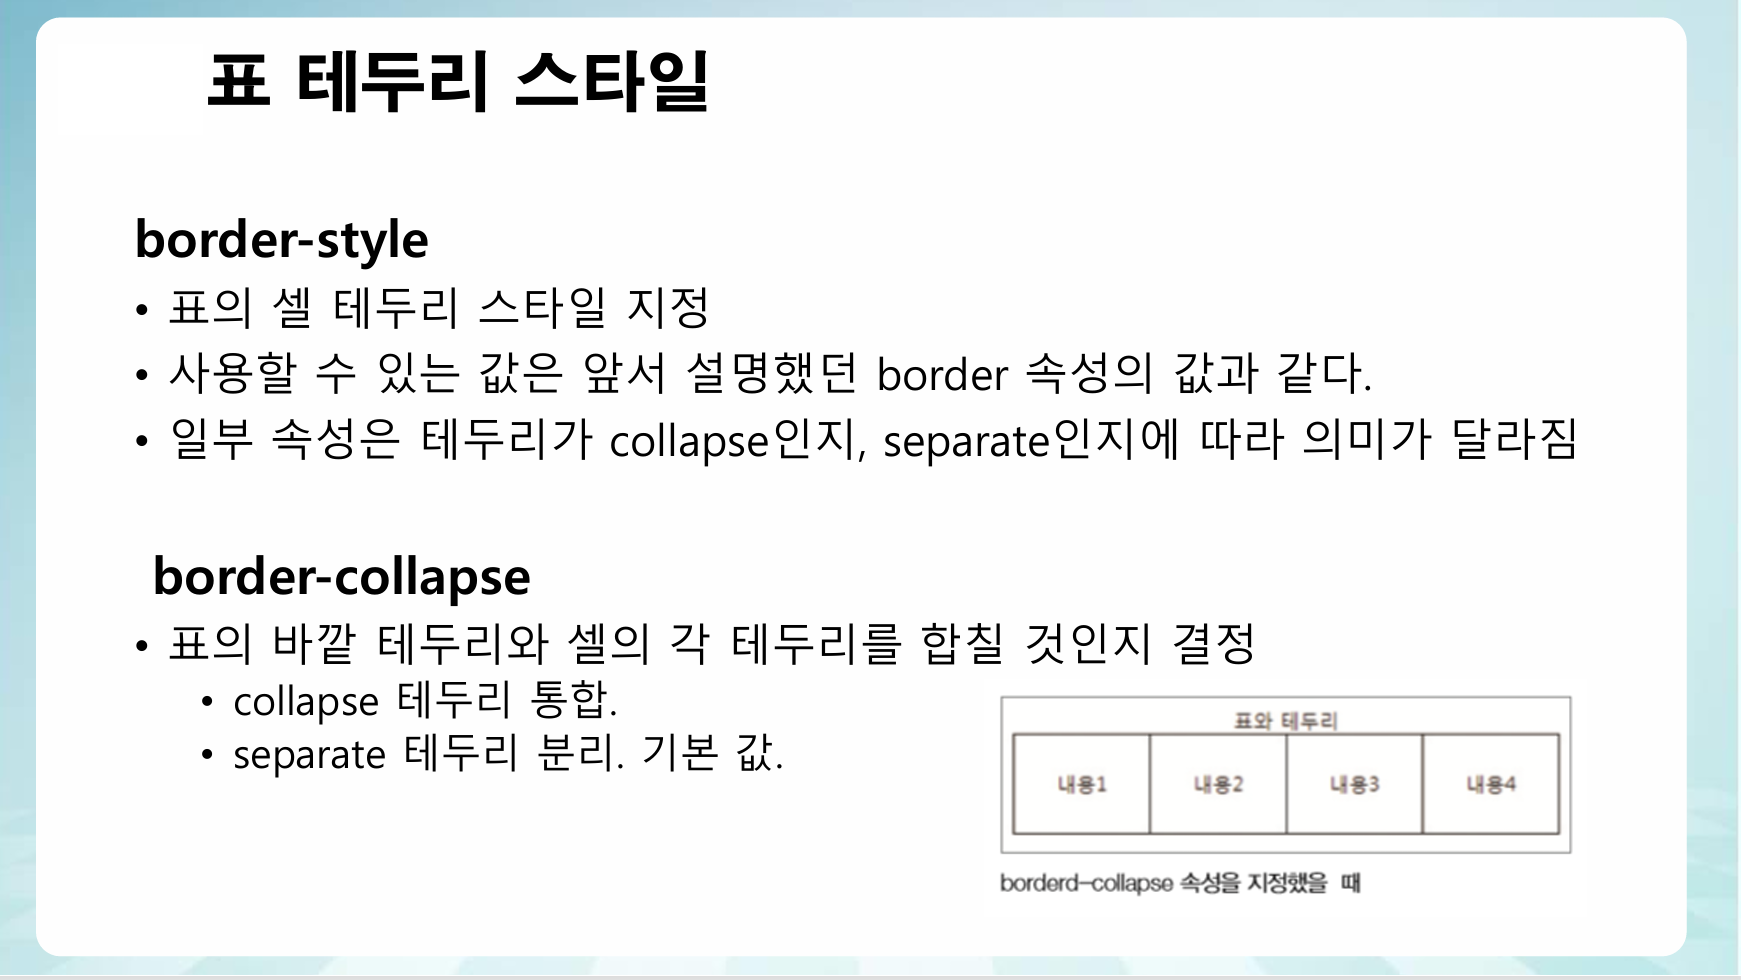 표 테두리 스타일
border-style
• 표의 셀 테두리 스타일 지정
• 사용할 수 있는 값은 앞서 설명했던 border 속성의 값과 같다.
• 일부 속성은 테두리가 collapse인지, separate인지에 따라 의미가 달라짐
border-collapse
• 표의 바깥 테두리와 셀의 각 테두리를 합칠 것인지 결정
• collapse 테두리 통합.
• separate 테두리 분리. 기본 값.
표와 테두리
내용1 내용2 내용3 내용4
borderd-collapse 속성을 지정했을 때